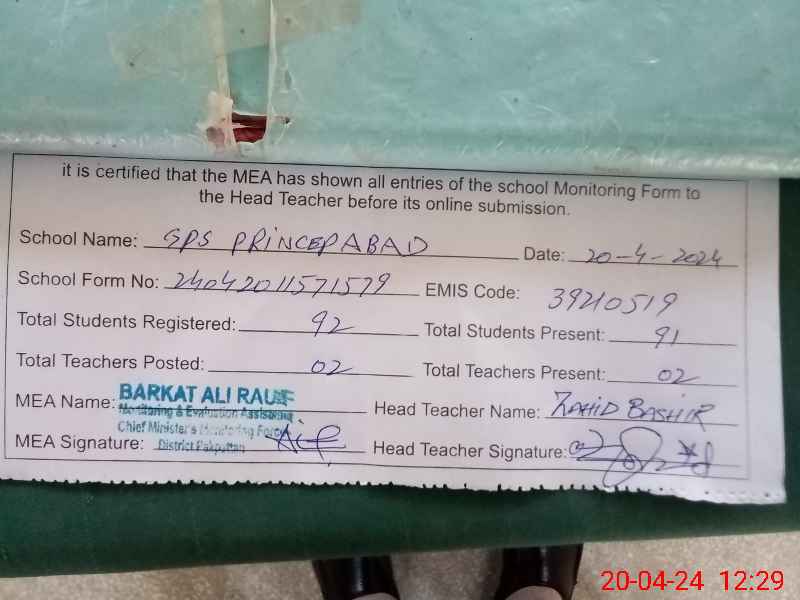 it is certified that the MEA has shown all entries of the school Monitoring Form to
the Head Teacher before its online submission.
School Name: GPS PRINCEPABAD Date: 20-4-2024
School Form No: 24042011571579 EMIS Code: 39210519
Total Students Registered: 92 Total Students Present: 91
Total Teachers Posted: 02 Total Teachers Present: 02
MEA Name: BARKAT ALI RAUF Head Teacher Name: ZAHID BASHIR
Monitoring & Evaluation Assistant
Chief Minister's Monitoring Force
MEA Signature: District Pakpattan Head Teacher Signature:
20-04-24 12:29